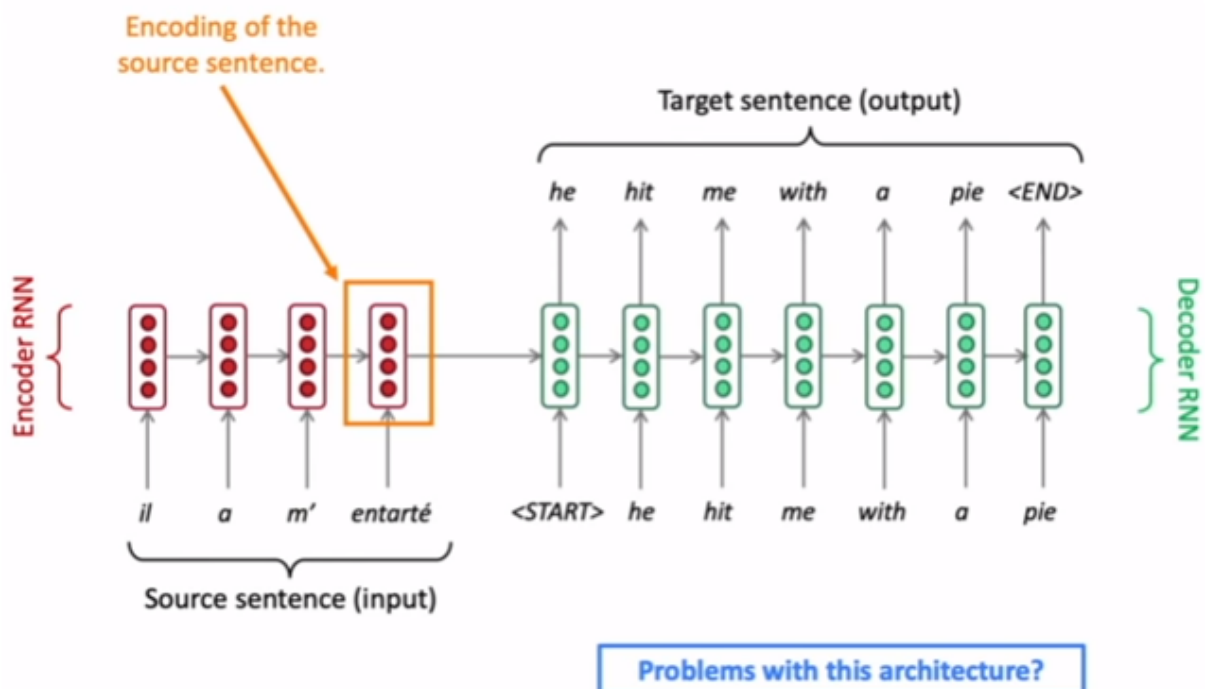 Encoding of the
source sentence.
Target sentence (output)
he hit me with a pie <END>
Encoder RNN
Decoder RNN
il a m’ entarté
<START> he hit me with a pie
Source sentence (input)
Problems with this architecture?